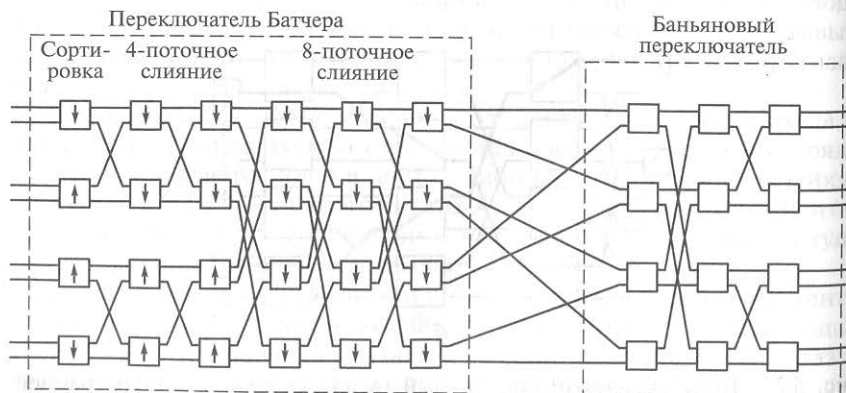 Переключатель Батчера
Баньяновый
переключатель
Сорти-
ровка
4-поточное
слияние
8-поточное
слияние